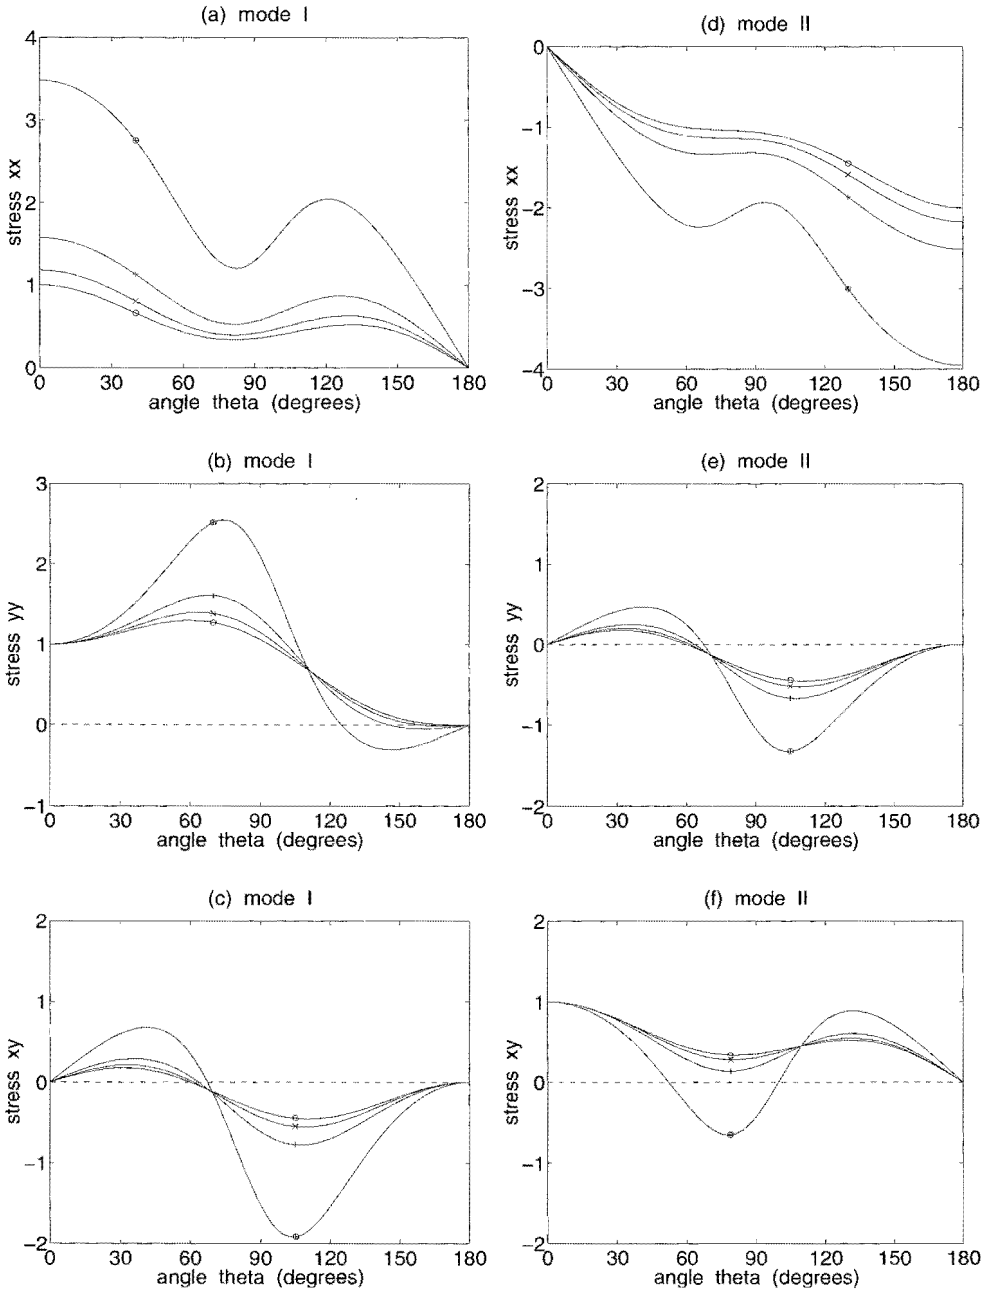 (a) mode I
4
3
2
1
0
stress xx
0 30 60 90 120 150 180
angle theta (degrees)
(d) mode II
0
−1
−2
−3
−4
stress xx
0 30 60 90 120 150 180
angle theta (degrees)
(b) mode I
3
2
1
0
−1
stress yy
0 30 60 90 120 150 180
angle theta (degrees)
(e) mode II
2
1
0
−1
−2
stress yy
0 30 60 90 120 150 180
angle theta (degrees)
(c) mode I
2
1
0
−1
−2
stress xy
0 30 60 90 120 150 180
angle theta (degrees)
(f) mode II
2
1
0
−1
−2
stress xy
0 30 60 90 120 150 180
angle theta (degrees)